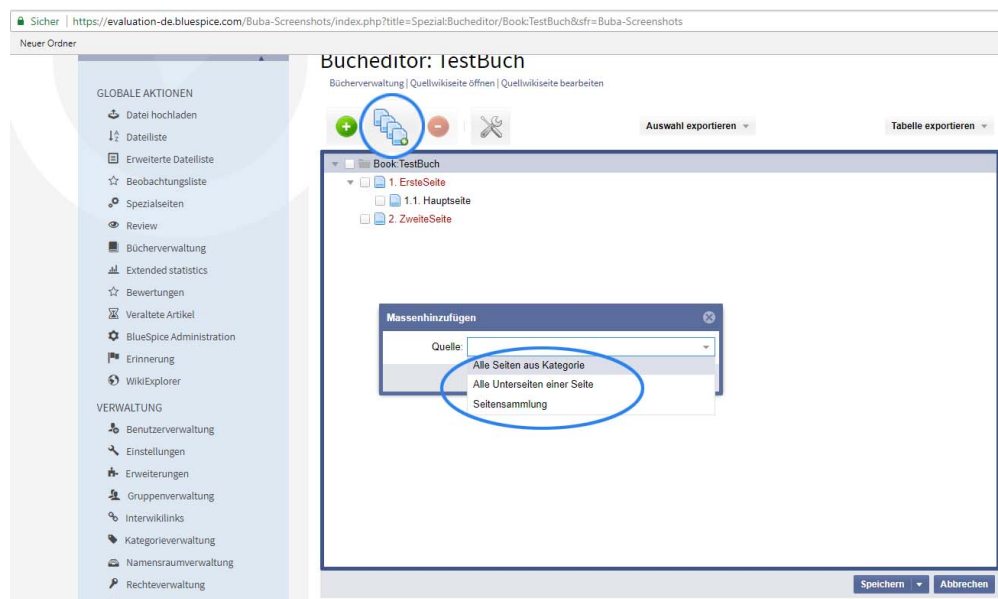 Sicher | https://evaluation-de.bluespice.com/Buba-Screenshots/index.php?title=Spezial:Bucheditor/Book:TestBuch&sfr=Buba-Screenshots
Neuer Ordner
Bucheditor: TestBuch
Bücherverwaltung | Quellwikiseite öffnen | Quellwikiseite bearbeiten
GLOBALE AKTIONEN
Datei hochladen
Dateiliste
Erweiterte Dateiliste
Beobachtungsliste
Spezialseiten
Review
Bücherverwaltung
Extended statistics
Bewertungen
Veraltete Artikel
BlueSpice Administration
Erinnerung
WikiExplorer
VERWALTUNG
Benutzerverwaltung
Einstellungen
Erweiterungen
Gruppenverwaltung
Interwikilinks
Kategorieverwaltung
Namensraumverwaltung
Rechteverwaltung
Auswahl exportieren
Tabelle exportieren
Book:TestBuch
1. ErsteSeite
1.1. Hauptseite
2. ZweiteSeite
Massenhinzufügen
Quelle:
Alle Seiten aus Kategorie
Alle Unterseiten einer Seite
Seitensammlung
Speichern
Abbrechen